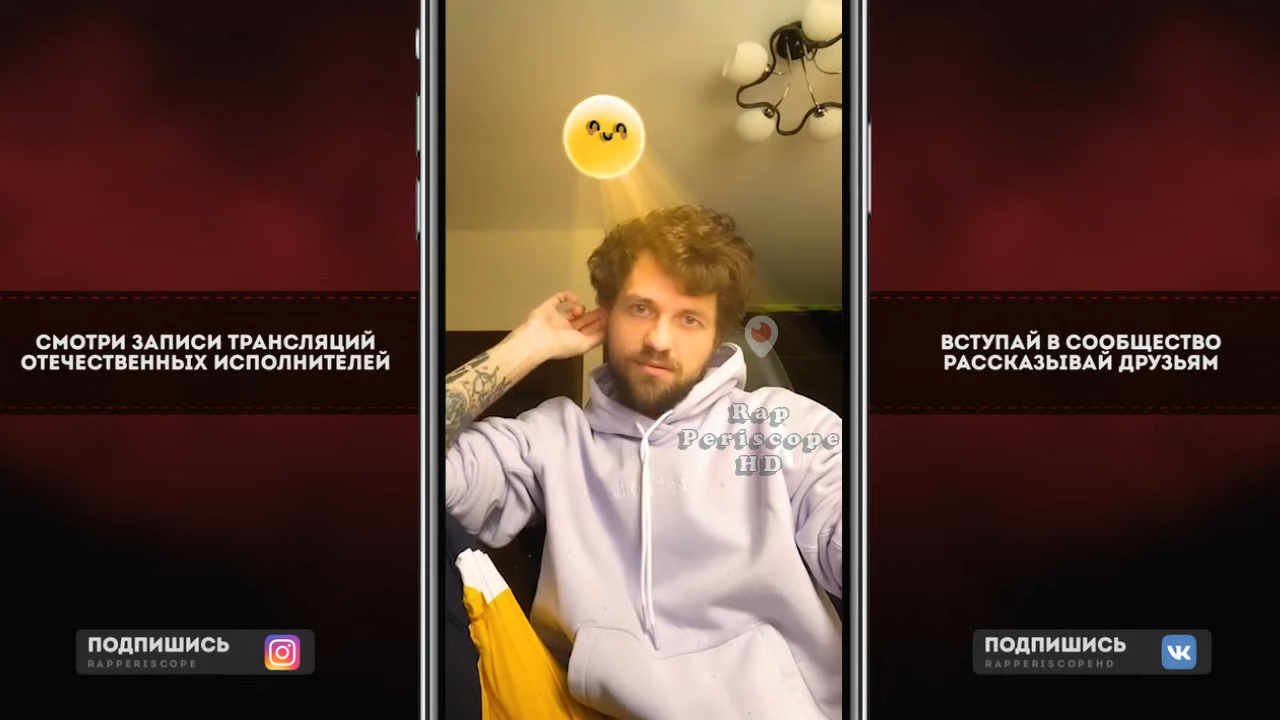 СМОТРИ ЗАПИСИ ТРАНСЛЯЦИЙ
ОТЕЧЕСТВЕННЫХ ИСПОЛНИТЕЛЕЙ
ПОДПИШИСЬ
RAPPERISCOPE
Rap
Periscope
HD
ВСТУПАЙ В СООБЩЕСТВО
РАССКАЗЫВАЙ ДРУЗЬЯМ
ПОДПИШИСЬ
RAPPERISCOPEHD